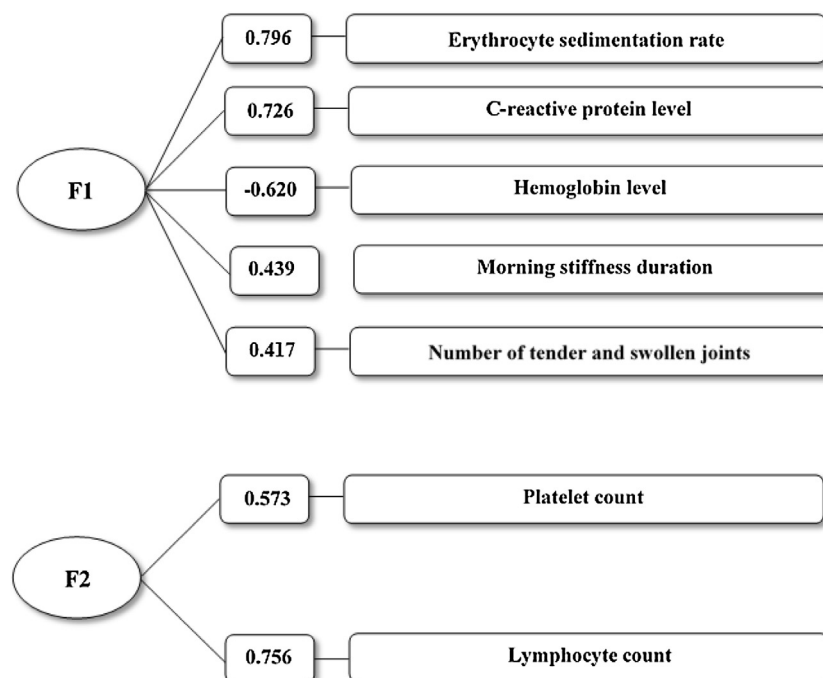 0.796 Erythrocyte sedimentation rate
0.726 C-reactive protein level
F1 -0.620 Hemoglobin level
0.439 Morning stiffness duration
0.417 Number of tender and swollen joints
0.573 Platelet count
F2
0.756 Lymphocyte count